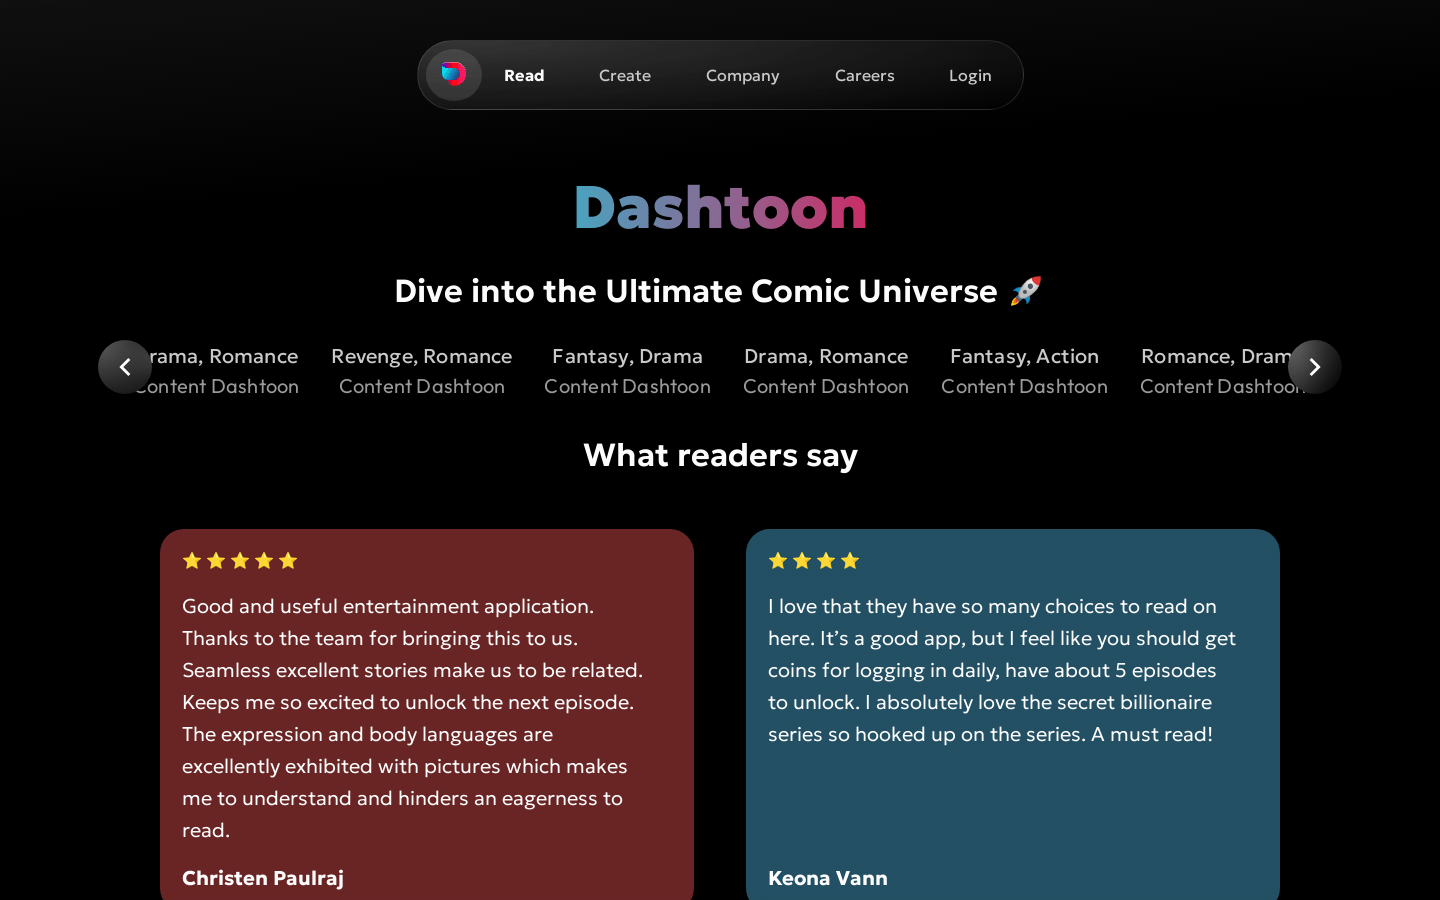 Read Create Company Careers Login
Dashtoon
Dive into the Ultimate Comic Universe 🚀
rama, Romance Revenge, Romance Fantasy, Drama Drama, Romance Fantasy, Action Romance, Dram
Content Dashtoon Content Dashtoon Content Dashtoon Content Dashtoon Content Dashtoon Content Dashtoon
What readers say
⭐⭐⭐⭐⭐
Good and useful entertainment application.
Thanks to the team for bringing this to us.
Seamless excellent stories make us to be related.
Keeps me so excited to unlock the next episode.
The expression and body languages are
excellently exhibited with pictures which makes
me to understand and hinders an eagerness to
read.
Christen Paulraj
⭐⭐⭐⭐
I love that they have so many choices to read on
here. It’s a good app, but I feel like you should get
coins for logging in daily, have about 5 episodes
to unlock. I absolutely love the secret billionaire
series so hooked up on the series. A must read!
Keona Vann